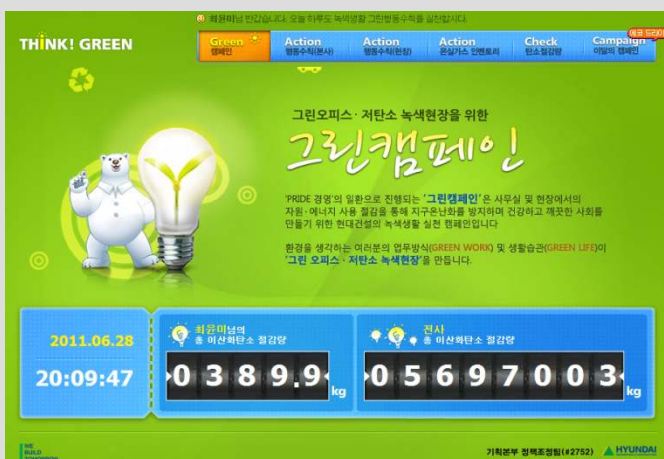 최윤미님 반갑습니다. 오늘 하루도 녹색생활 그린행동수칙을 실천합시다.
THINK! GREEN
Green
캠페인
Action
행동수칙(본사)
Action
행동수칙(현장)
Action
온실가스 인벤토리
Check
탄소절감량
Campaign
이달의 캠페인
에코 드라이
그린오피스 · 저탄소 녹색현장을 위한
그린캠페인
'PRIDE 경영'의 일환으로 진행되는 '그린캠페인'은 사무실 및 현장에서의
자원 · 에너지 사용 절감을 통해 지구온난화를 방지하며 건강하고 깨끗한 사회를
만들기 위한 현대건설의 녹색생활 실천 캠페인입니다
환경을 생각하는 여러분의 업무방식(GREEN WORK) 및 생활습관(GREEN LIFE)이
'그린 오피스 · 저탄소 녹색현장'을 만듭니다.
2011.06.28
20:09:47
최윤미님의
총 이산화탄소 절감량
0389.9 kg
전사
총 이산화탄소 절감량
05697003 kg
WE
BUILD
TOMORROW
기획본부 정책조정팀(#2752)
HYUNDAI